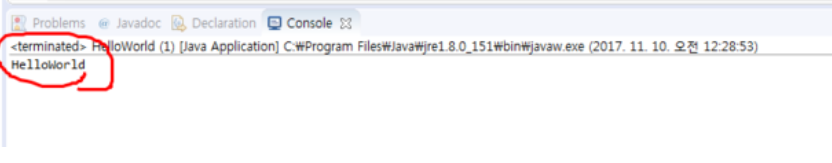 Problems @ Javadoc Declaration Console
<terminated> HelloWorld (1) [Java Application] C:₩Program Files₩Java₩jre1.8.0_151₩bin₩javaw.exe (2017. 11. 10. 오전 12:28:53)
HelloWorld